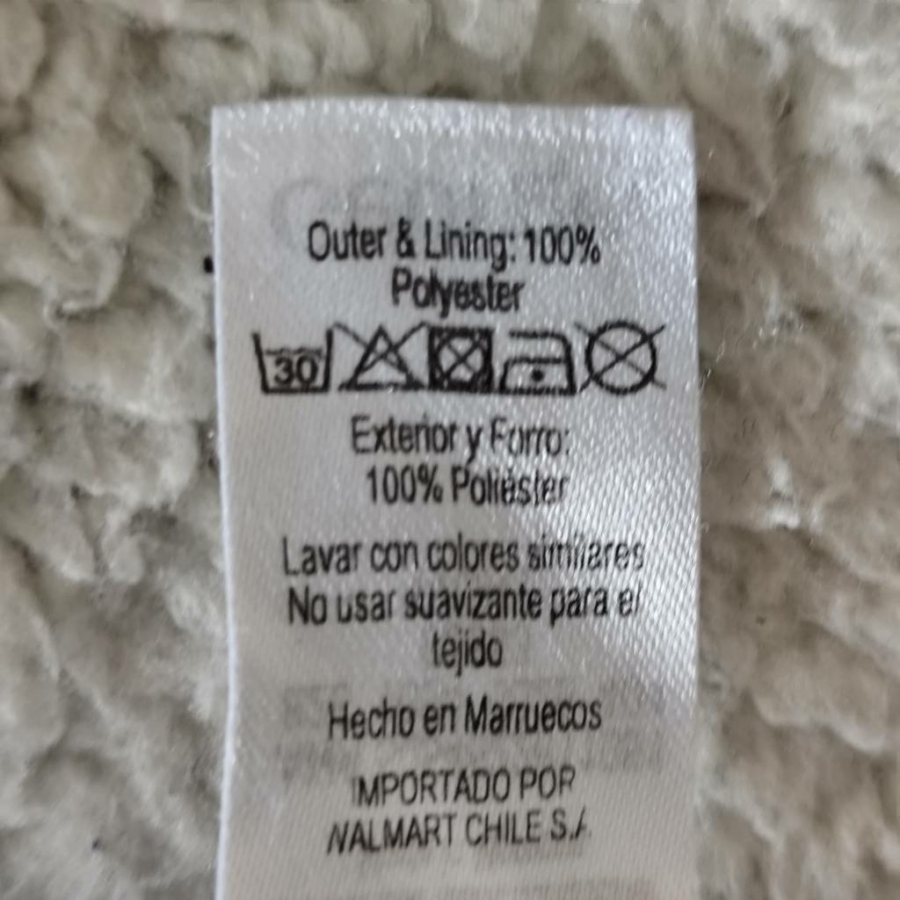 Outer & Lining: 100%
Polyester
30
Exterior y Forro:
100% Poliéster
Lavar con colores similares
No usar suavizante para el
tejido
Hecho en Marruecos
IMPORTADO POR
WALMART CHILE S.A